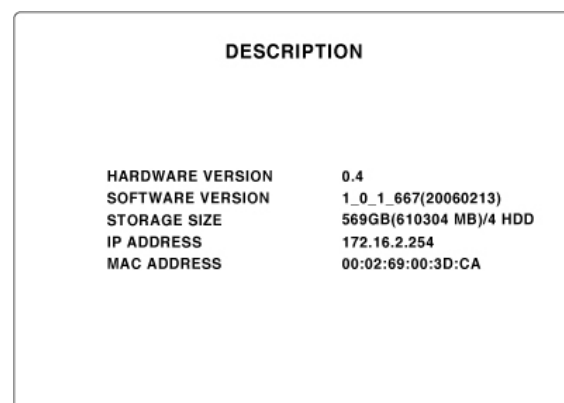 DESCRIPTION
HARDWARE VERSION 0.4
SOFTWARE VERSION 1_0_1_667(20060213)
STORAGE SIZE 569GB(610304 MB)/4 HDD
IP ADDRESS 172.16.2.254
MAC ADDRESS 00:02:69:00:3D:CA